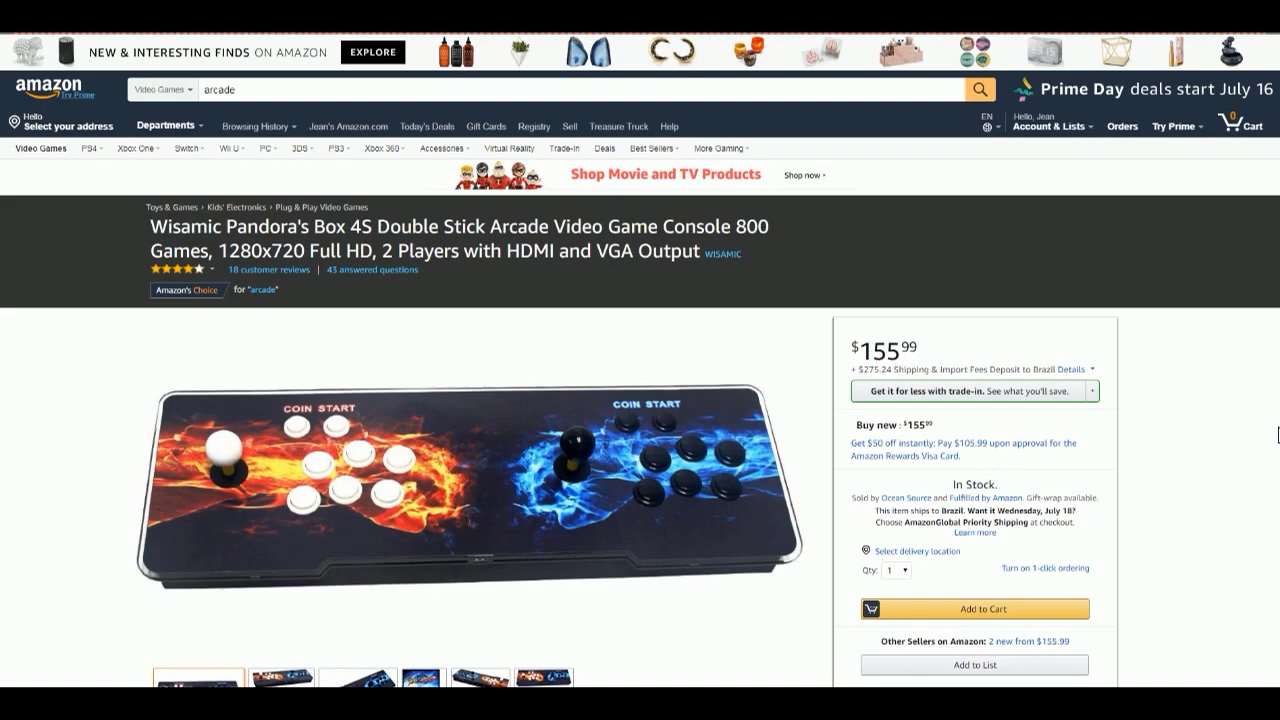 NEW & INTERESTING FINDS ON AMAZON EXPLORE
amazon
Try Prime
Video Games
arcade
Prime Day deals start July 16
Hello
Select your address
Departments
Browsing History
Jean's Amazon.com
Today's Deals
Gift Cards
Registry
Sell
Treasure Truck
Help
EN
Hello, Jean
Account & Lists
Orders
Try Prime
0
Cart
Video Games
PS4
Xbox One
Switch
Wii U
PC
3DS
PS3
Xbox 360
Accessories
Virtual Reality
Trade-In
Deals
Best Sellers
More Gaming
Shop Movie and TV Products
Shop now
Toys & Games › Kids' Electronics › Plug & Play Video Games
Wisamic Pandora's Box 4S Double Stick Arcade Video Game Console 800
Games, 1280x720 Full HD, 2 Players with HDMI and VGA Output WISAMIC
18 customer reviews | 43 answered questions
Amazon's Choice for "arcade"
COIN START
COIN START
$155 99
+ $275.24 Shipping & Import Fees Deposit to Brazil Details
Get it for less with trade-in. See what you'll save.
Buy new : $155 99
Get $50 off instantly: Pay $105.99 upon approval for the
Amazon Rewards Visa Card.
In Stock.
Sold by Ocean Source and Fulfilled by Amazon. Gift-wrap available.
This item ships to Brazil. Want it Wednesday, July 18?
Choose AmazonGlobal Priority Shipping at checkout.
Learn more
Select delivery location
Qty: 1
Turn on 1-click ordering
Add to Cart
Other Sellers on Amazon: 2 new from $155.99
Add to List